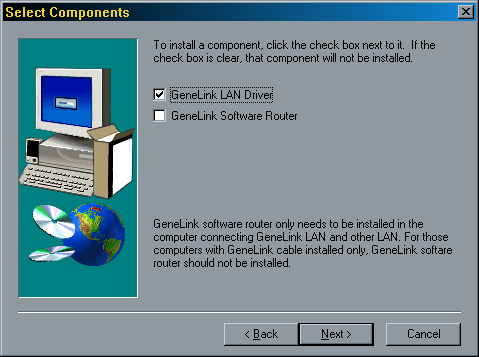 Select Components
To install a component, click the check box next to it.  If the
check box is clear, that component will not be installed.
GeneLink LAN Driver
GeneLink Software Router
GeneLink software router only needs to be installed in the
computer connecting GeneLink LAN and other LAN. For those
computers with GeneLink cable installed only, GeneLink softare
router should not be installed.
< Back
Next >
Cancel